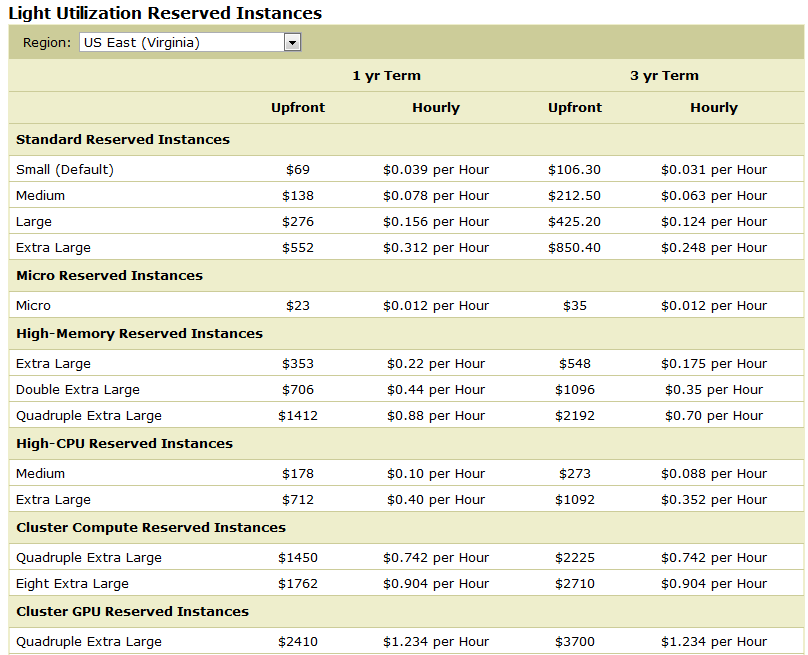 Light Utilization Reserved Instances
Region: US East (Virginia)
1 yr Term 3 yr Term
Upfront Hourly Upfront Hourly
Standard Reserved Instances
Small (Default) $69 $0.039 per Hour $106.30 $0.031 per Hour
Medium $138 $0.078 per Hour $212.50 $0.063 per Hour
Large $276 $0.156 per Hour $425.20 $0.124 per Hour
Extra Large $552 $0.312 per Hour $850.40 $0.248 per Hour
Micro Reserved Instances
Micro $23 $0.012 per Hour $35 $0.012 per Hour
High-Memory Reserved Instances
Extra Large $353 $0.22 per Hour $548 $0.175 per Hour
Double Extra Large $706 $0.44 per Hour $1096 $0.35 per Hour
Quadruple Extra Large $1412 $0.88 per Hour $2192 $0.70 per Hour
High-CPU Reserved Instances
Medium $178 $0.10 per Hour $273 $0.088 per Hour
Extra Large $712 $0.40 per Hour $1092 $0.352 per Hour
Cluster Compute Reserved Instances
Quadruple Extra Large $1450 $0.742 per Hour $2225 $0.742 per Hour
Eight Extra Large $1762 $0.904 per Hour $2710 $0.904 per Hour
Cluster GPU Reserved Instances
Quadruple Extra Large $2410 $1.234 per Hour $3700 $1.234 per Hour